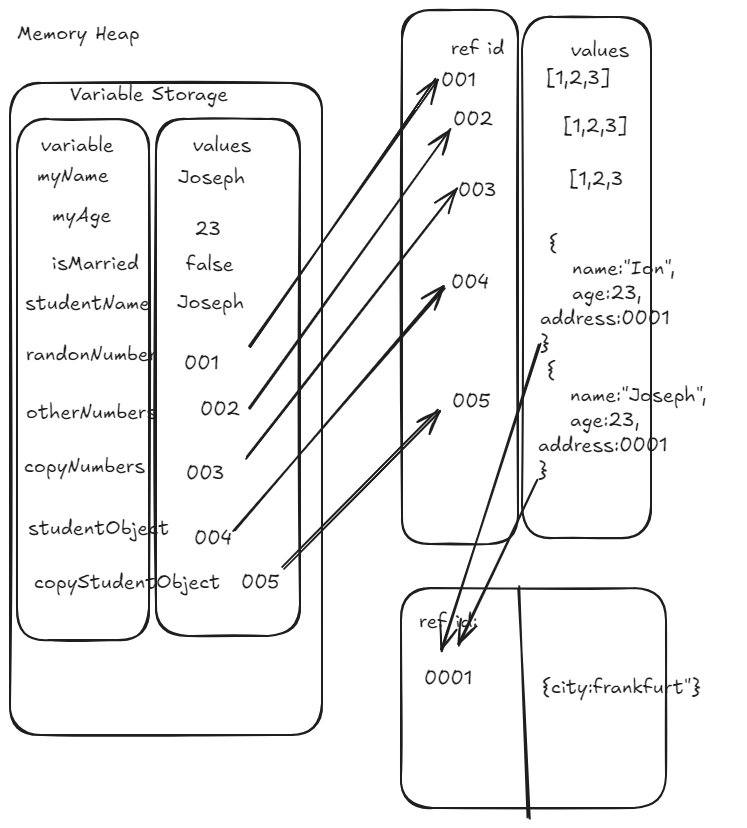 Memory Heap
Variable Storage
variable values
myName Joseph
myAge 23
isMarried false
studentName Joseph
randonNumber 001
otherNumbers 002
copyNumbers 003
studentObject 004
copyStudentObject 005
ref id values
001 [1,2,3]
002 [1,2,3]
003 [1,2,3
004
{
name:"Ion",
age:23,
address:0001
}
005
{
name:"Joseph",
age:23,
address:0001
}
ref id:
0001 {city:frankfurt"}